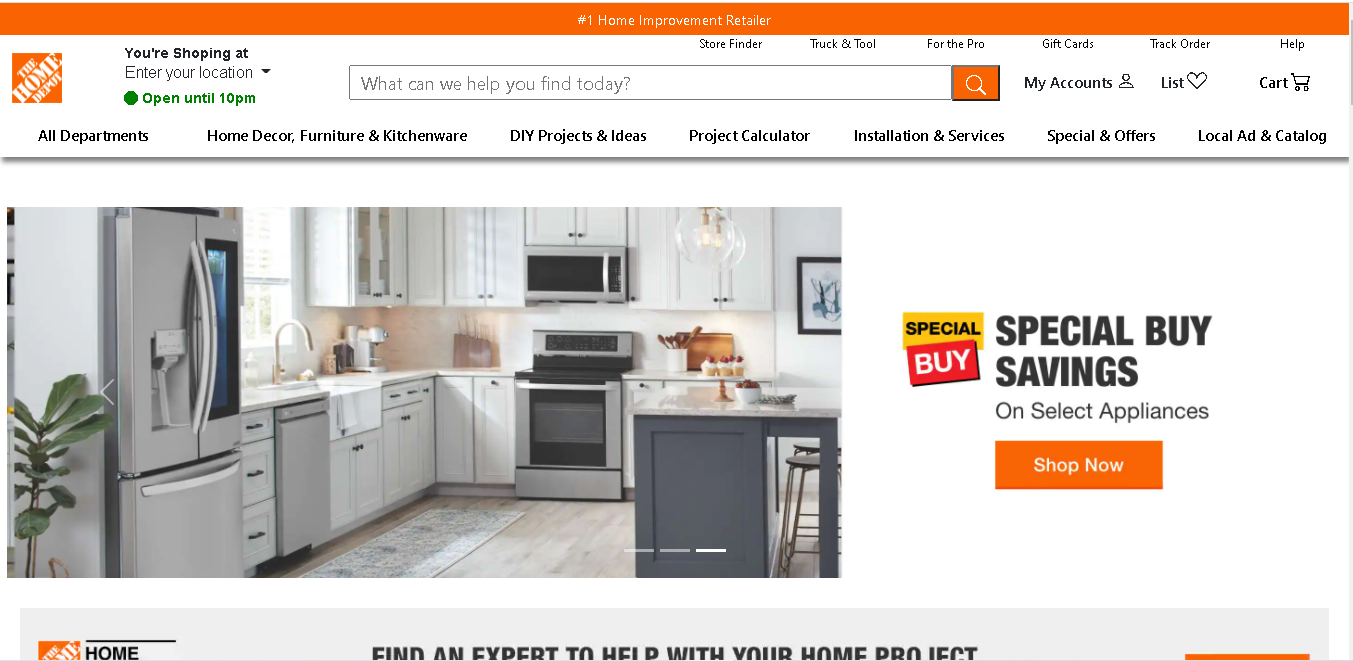 #1 Home Improvement Retailer
THE HOME DEPOT
You're Shoping at
Enter your location
Open until 10pm
Store Finder Truck & Tool For the Pro Gift Cards Track Order Help
What can we help you find today?
My Accounts List Cart
All Departments Home Decor, Furniture & Kitchenware DIY Projects & Ideas Project Calculator Installation & Services Special & Offers Local Ad & Catalog
SPECIAL BUY
SPECIAL BUY
SAVINGS
On Select Appliances
Shop Now
HOME
FIND AN EXPERT TO HELP WITH YOUR HOME PROJECT